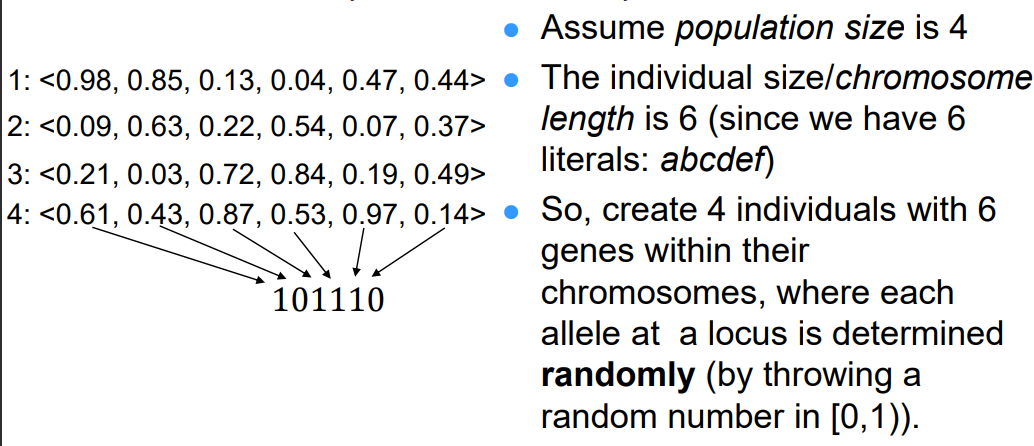 1: <0.98, 0.85, 0.13, 0.04, 0.47, 0.44>
2: <0.09, 0.63, 0.22, 0.54, 0.07, 0.37>
3: <0.21, 0.03, 0.72, 0.84, 0.19, 0.49>
4: <0.61, 0.43, 0.87, 0.53, 0.97, 0.14>
101110
• Assume population size is 4
• The individual size/chromosome
length is 6 (since we have 6
literals: abcdef)
• So, create 4 individuals with 6
genes within their
chromosomes, where each
allele at a locus is determined
randomly (by throwing a
random number in [0,1)).